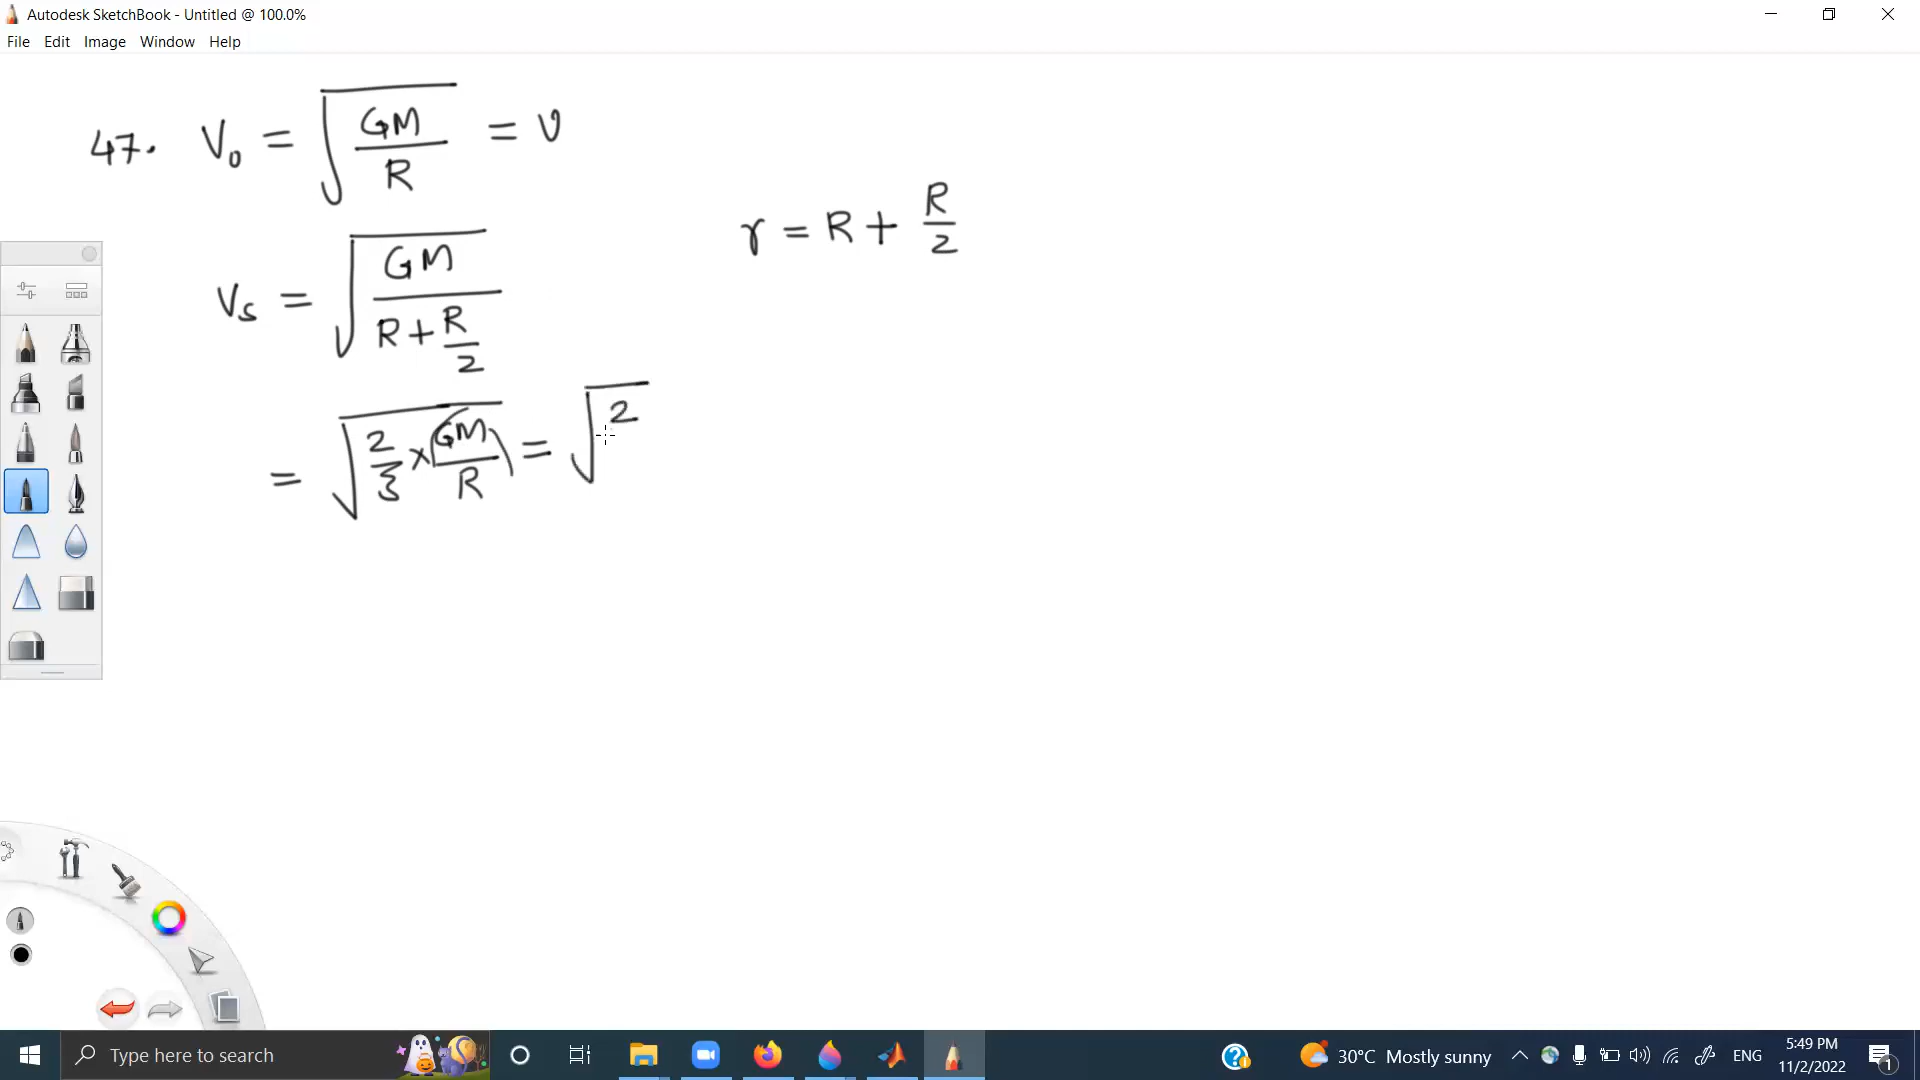 Autodesk SketchBook - Untitled @ 100.0%
File Edit Image Window Help
47. V₀ = √(GM/R) = v
r = R + R/2
Vs = √(GM/(R + R/2))
= √(2/3 × (GM/R)) = √2
Type here to search
30°C Mostly sunny
ENG
5:49 PM
11/2/2022
1